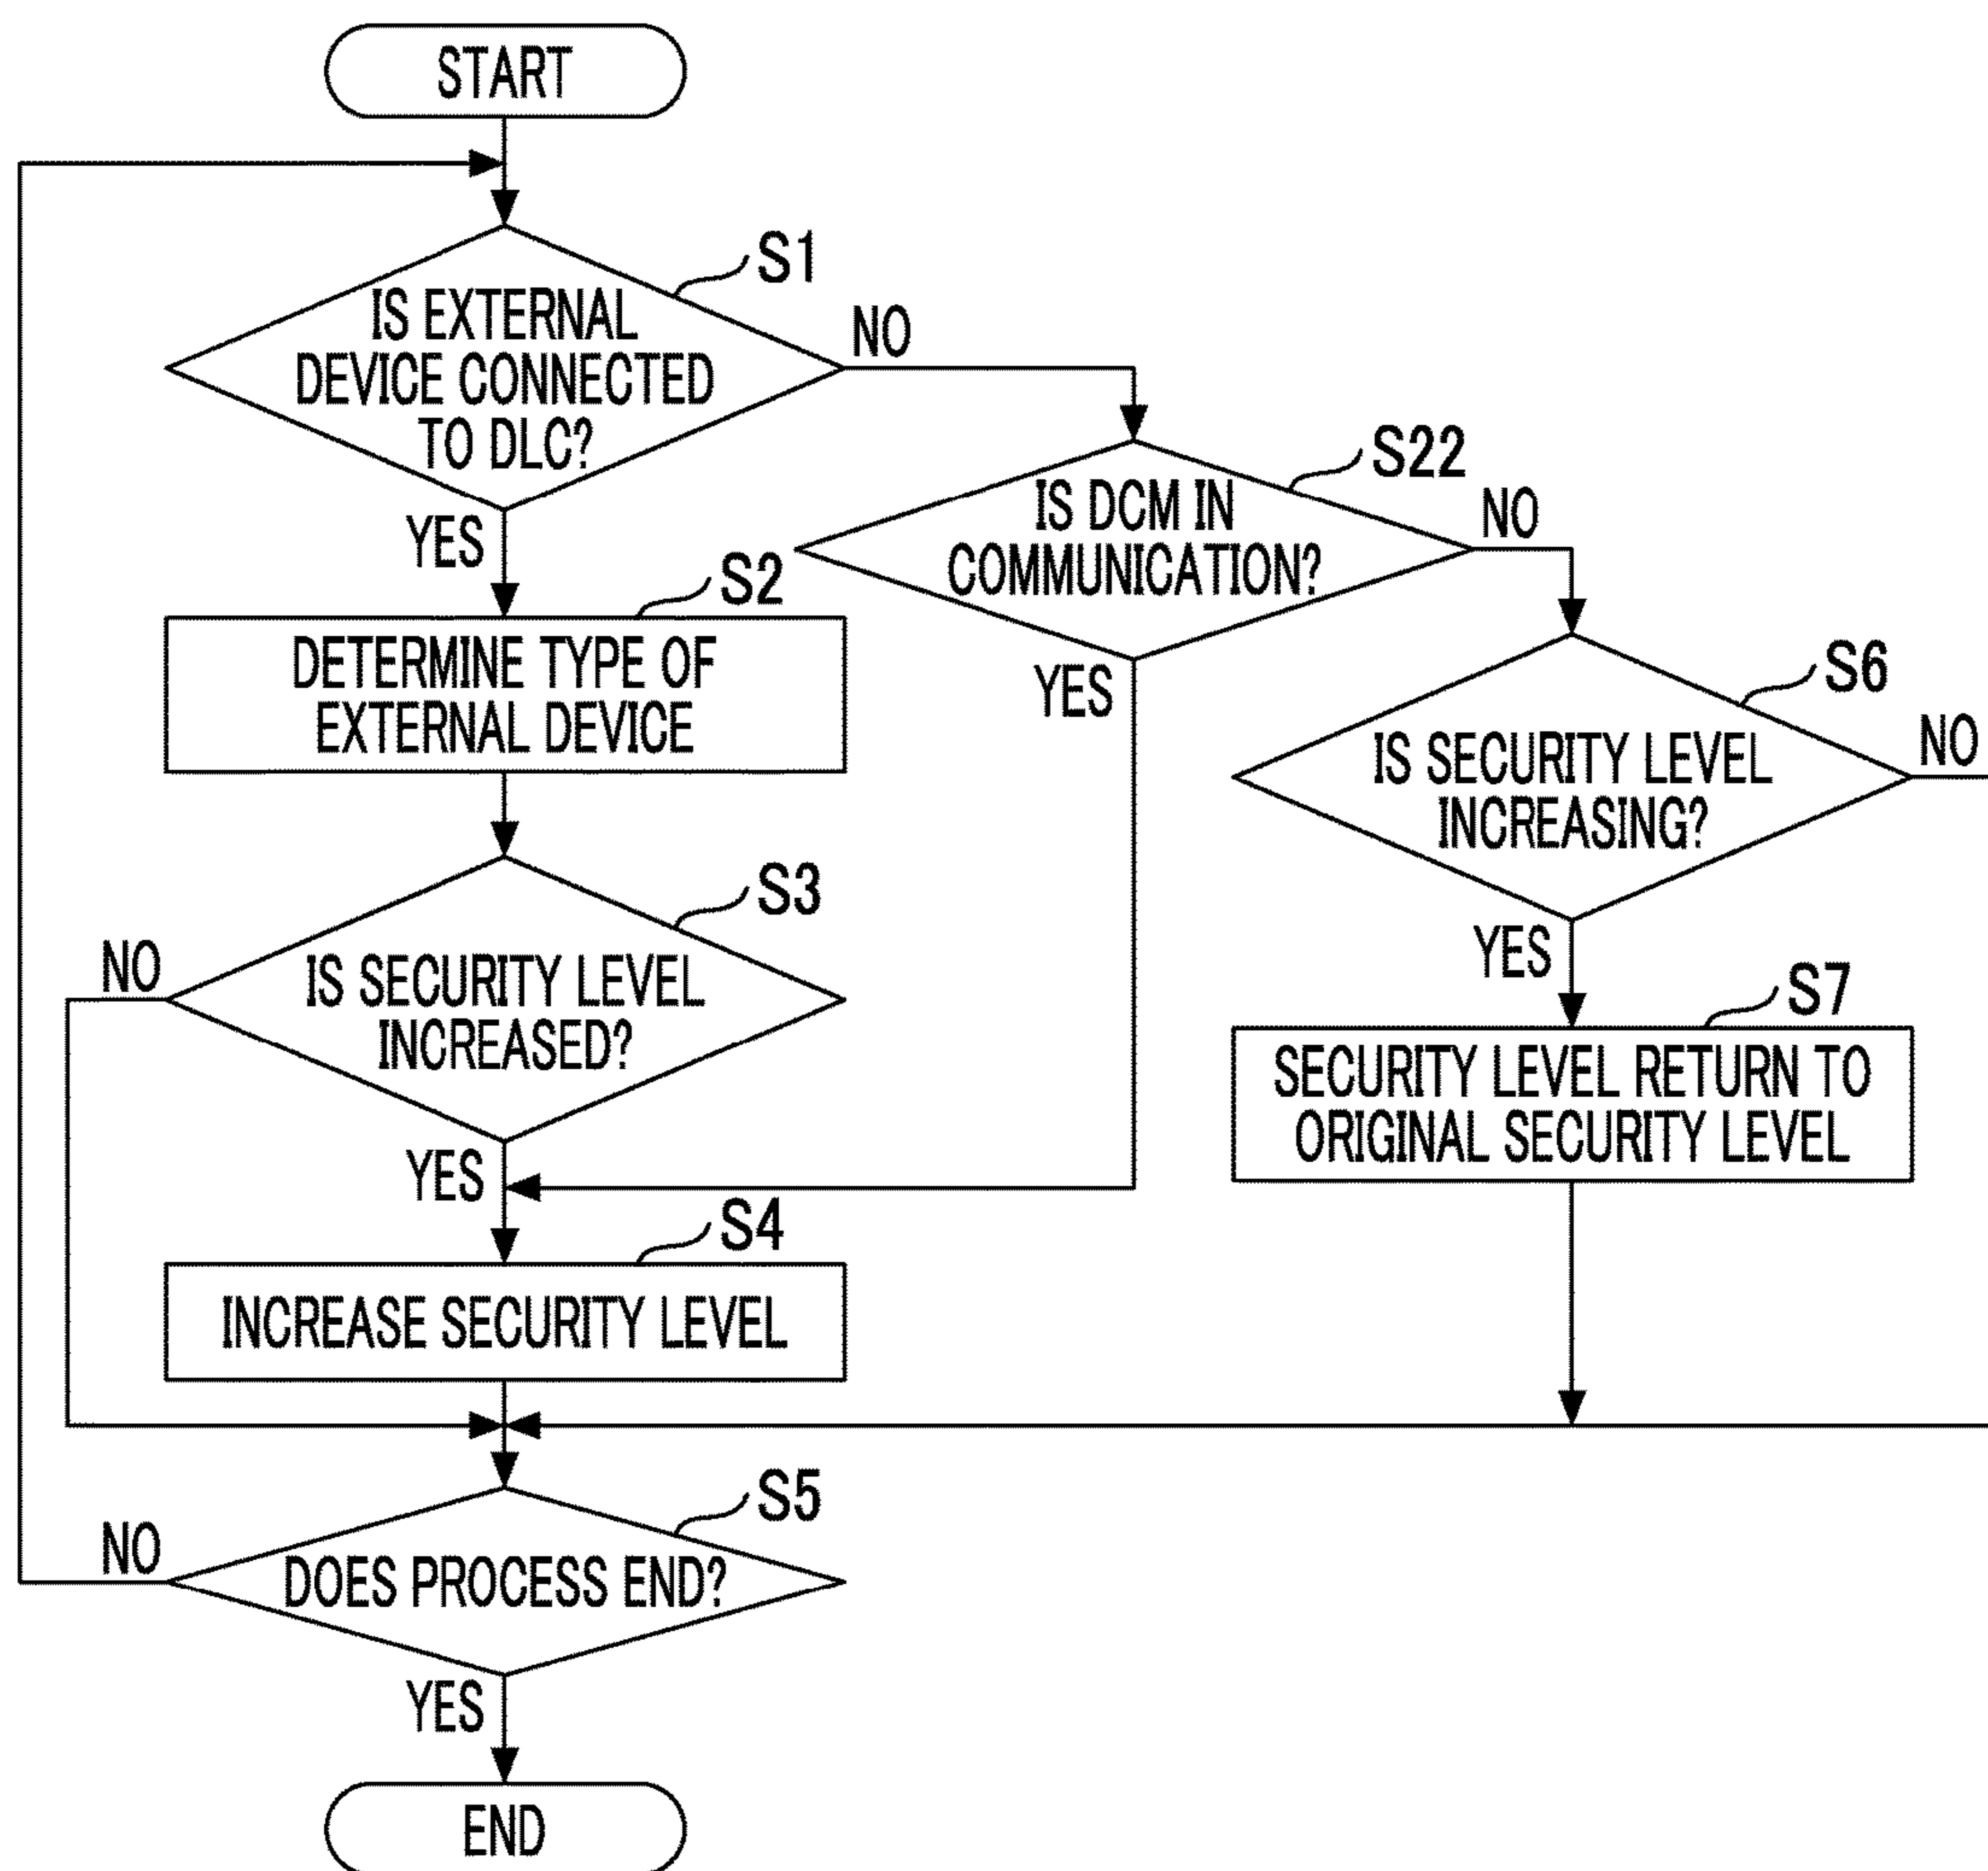 START
S1
IS EXTERNAL
DEVICE CONNECTED
TO DLC?
NO
YES
S22
IS DCM IN
COMMUNICATION?
NO
YES
S2
DETERMINE TYPE OF
EXTERNAL DEVICE
S6
IS SECURITY LEVEL
INCREASING?
NO
YES
S3
IS SECURITY LEVEL
INCREASED?
NO
YES
S7
SECURITY LEVEL RETURN TO
ORIGINAL SECURITY LEVEL
S4
INCREASE SECURITY LEVEL
S5
DOES PROCESS END?
NO
YES
END